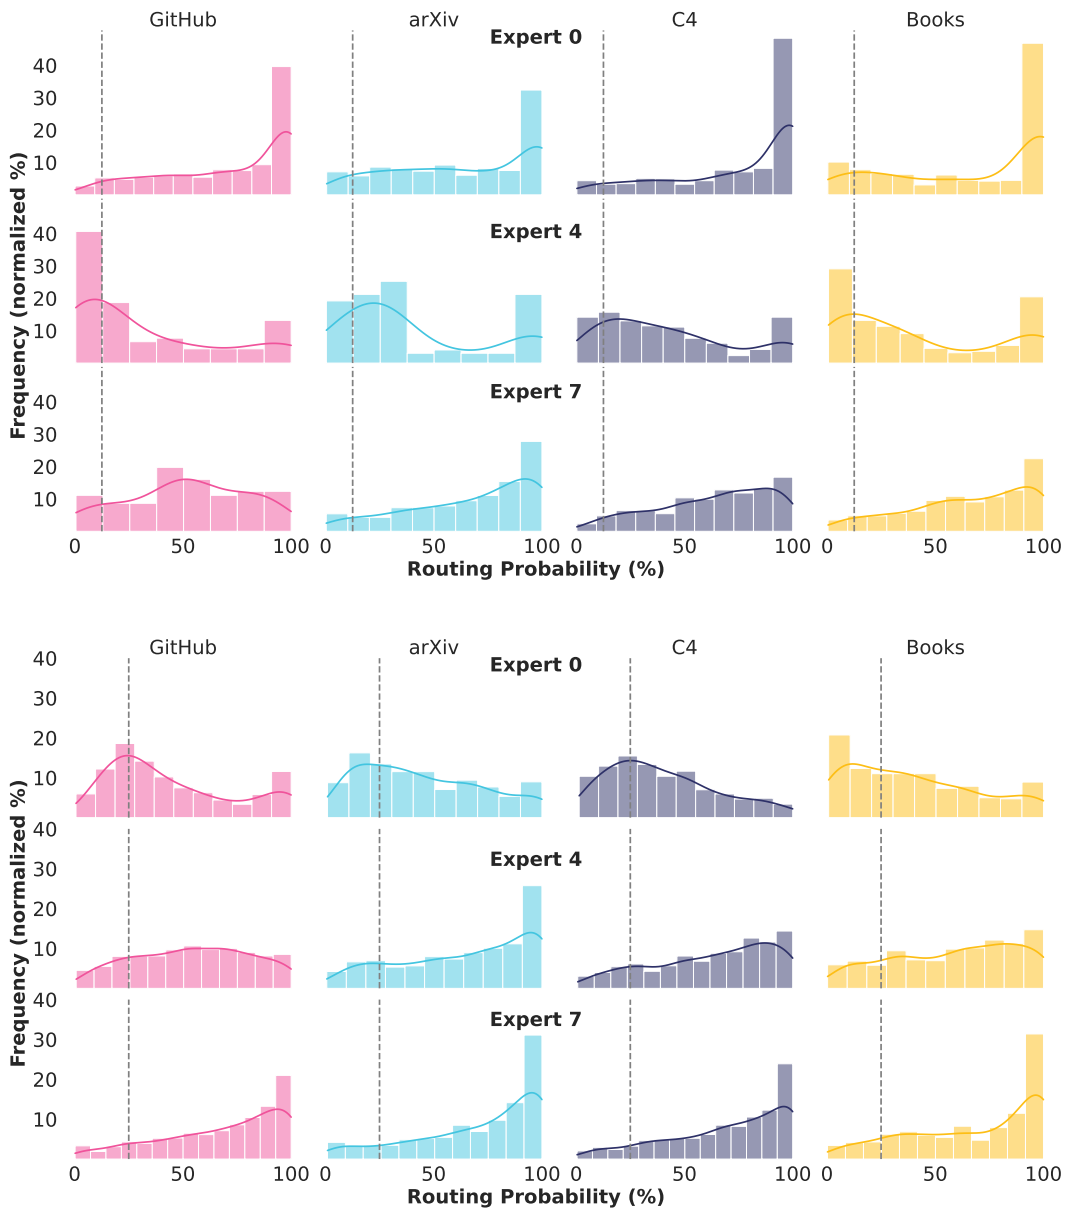 GitHub arXiv C4 Books
Expert 0
40
30
20
10
Expert 4
40
30
20
10
Expert 7
40
30
20
10
Frequency (normalized %)
0 50 100 0 50 100 0 50 100 0 50 100
Routing Probability (%)
GitHub arXiv C4 Books
Expert 0
40
30
20
10
Expert 4
40
30
20
10
Expert 7
40
30
20
10
Frequency (normalized %)
0 50 100 0 50 100 0 50 100 0 50 100
Routing Probability (%)